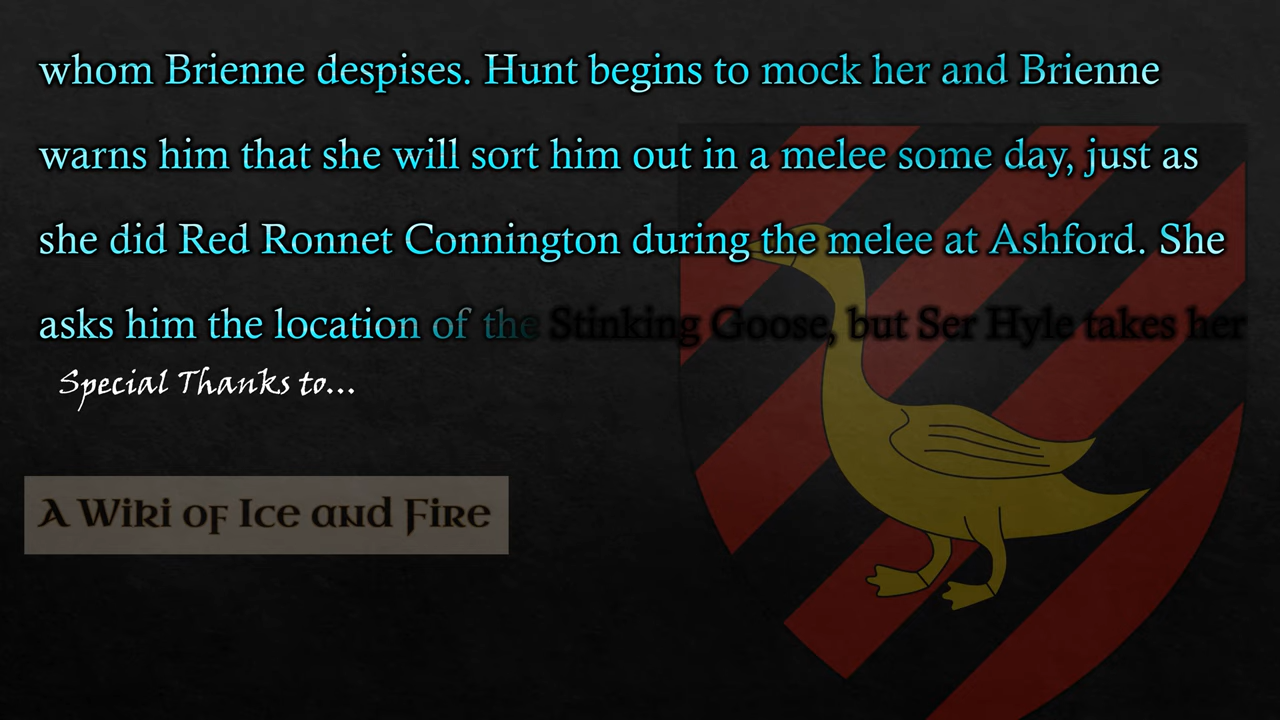 whom Brienne despises. Hunt begins to mock her and Brienne
warns him that she will sort him out in a melee some day, just as
she did Red Ronnet Connington during the melee at Ashford. She
asks him the location of the Stinking Goose, but Ser Hyle takes her
Special Thanks to...
A Wiki of Ice and Fire